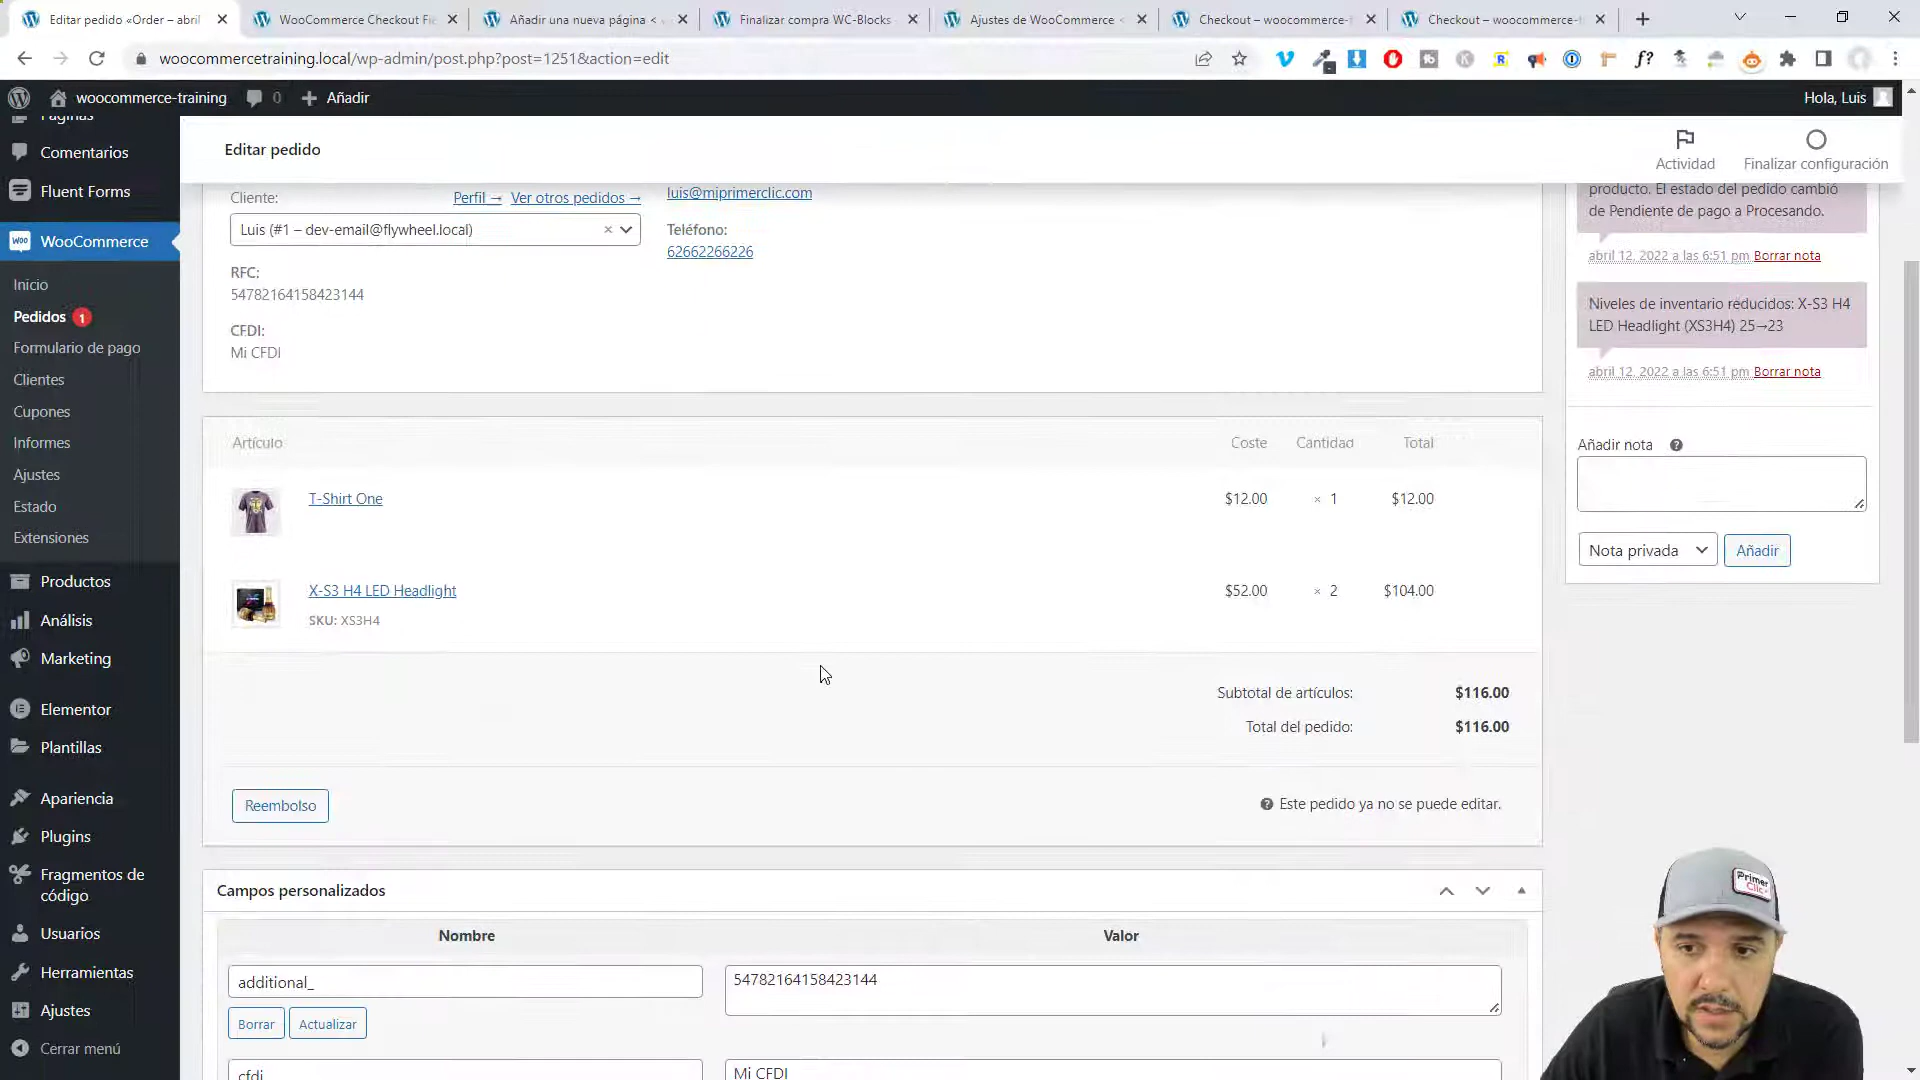 Editar pedido «Order – abril
WooCommerce Checkout Fi
Añadir una nueva página <
Finalizar compra WC-Blocks
Ajustes de WooCommerce <
Checkout – woocommerce-
Checkout – woocommerce-
woocommercetraining.local/wp-admin/post.php?post=1251&action=edit
woocommerce-training
0
Añadir
Hola, Luis
Páginas
Comentarios
Fluent Forms
WooCommerce
Inicio
Pedidos 1
Formulario de pago
Clientes
Cupones
Informes
Ajustes
Estado
Extensiones
Productos
Análisis
Marketing
Elementor
Plantillas
Apariencia
Plugins
Fragmentos de
código
Usuarios
Herramientas
Ajustes
Cerrar menú
Editar pedido
Actividad
Finalizar configuración
Cliente:
Perfil →
Ver otros pedidos →
Luis (#1 – dev-email@flywheel.local)
luis@miprimerclic.com
Teléfono:
62662266226
RFC:
54782164158423144
CFDI:
Mi CFDI
Artículo
Coste
Cantidad
Total
T-Shirt One
$12.00
× 1
$12.00
X-S3 H4 LED Headlight
SKU: XS3H4
$52.00
× 2
$104.00
Subtotal de artículos:
$116.00
Total del pedido:
$116.00
Reembolso
Este pedido ya no se puede editar.
Campos personalizados
Nombre
Valor
additional_
54782164158423144
Borrar
Actualizar
cfdi
Mi CFDI
producto. El estado del pedido cambió
de Pendiente de pago a Procesando.
abril 12, 2022 a las 6:51 pm Borrar nota
Niveles de inventario reducidos: X-S3 H4
LED Headlight (XS3H4) 25→23
abril 12, 2022 a las 6:51 pm Borrar nota
Añadir nota
Nota privada
Añadir
Primer
Clic